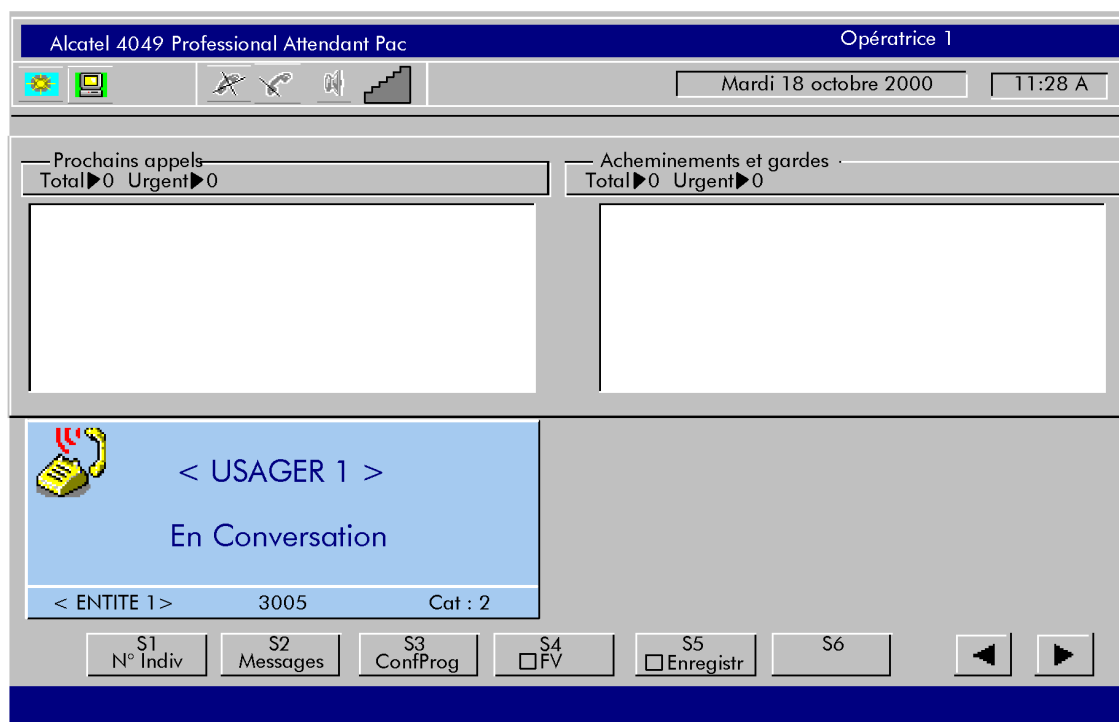 Alcatel 4049 Professional Attendant Pac
Opératrice 1
Mardi 18 octobre 2000
11:28 A
Prochains appels
Total▶0 Urgent▶0
Acheminements et gardes
Total▶0 Urgent▶0
< USAGER 1 >
En Conversation
< ENTITE 1>
3005
Cat : 2
S1
N° Indiv
S2
Messages
S3
ConfProg
S4
FV
S5
Enregistr
S6